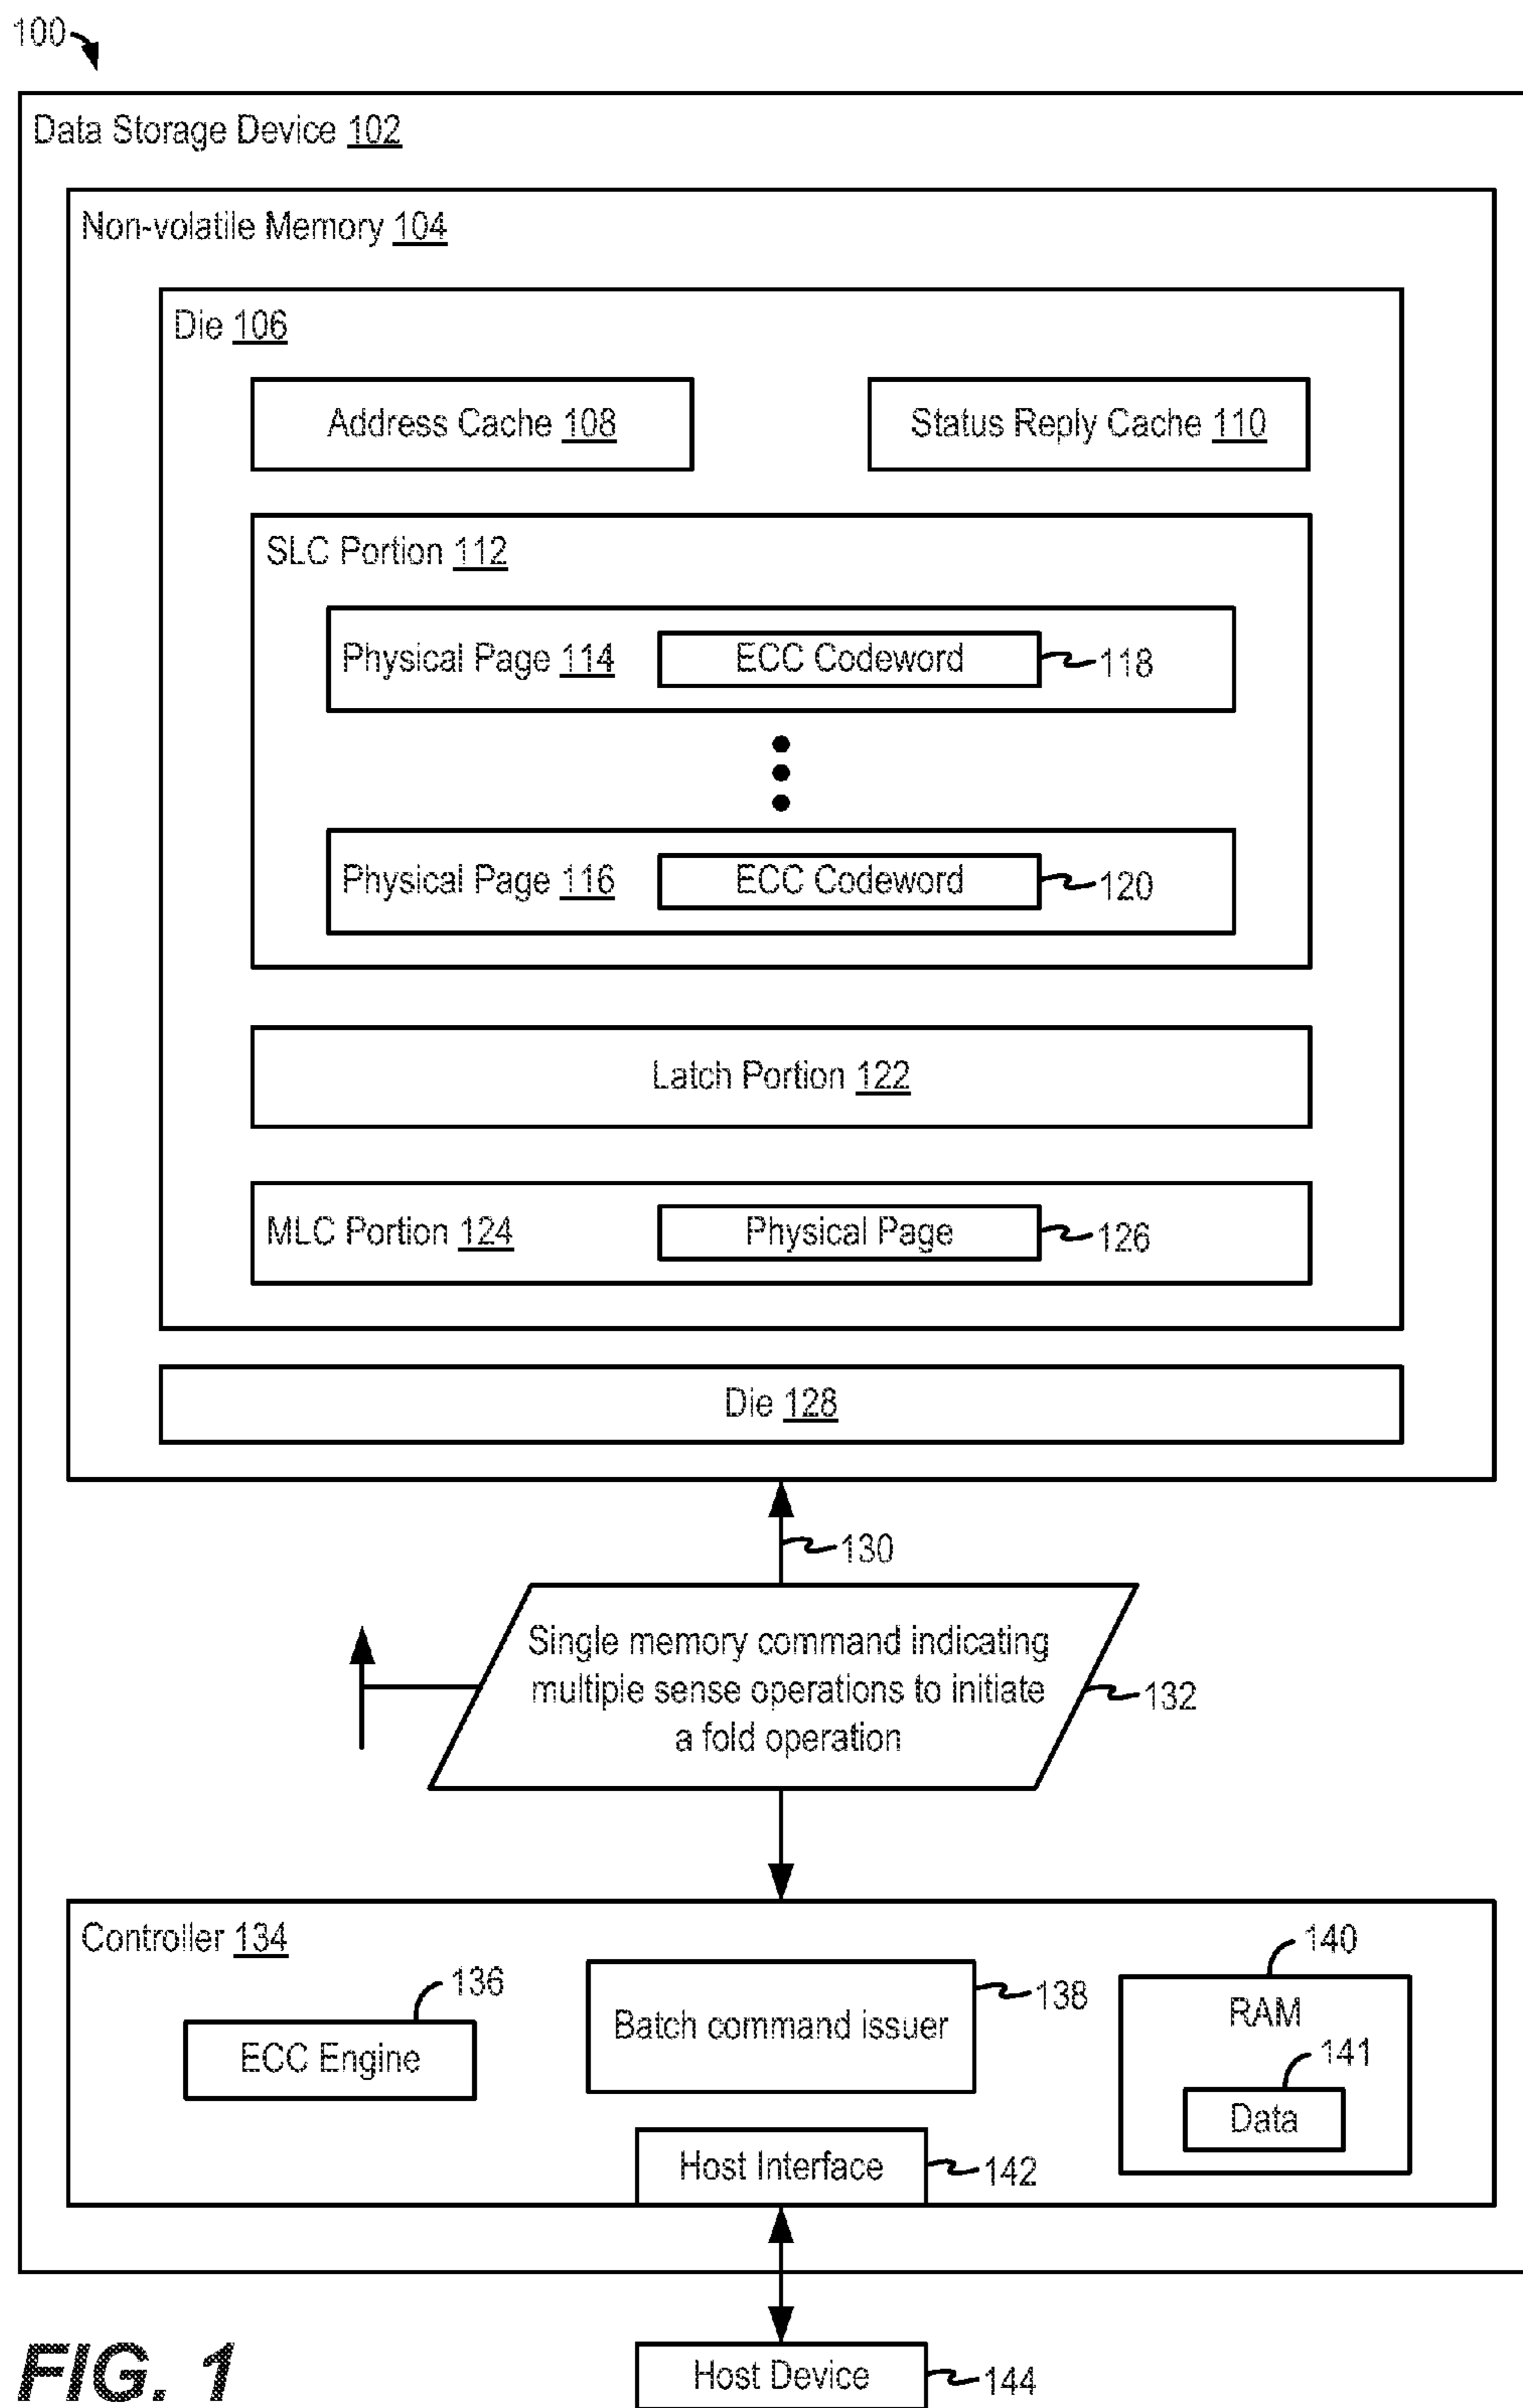 100
Data Storage Device 102
Non-volatile Memory 104
Die 106
Address Cache 108
Status Reply Cache 110
SLC Portion 112
Physical Page 114
ECC Codeword
118
Physical Page 116
ECC Codeword
120
Latch Portion 122
MLC Portion 124
Physical Page
126
Die 128
130
Single memory command indicating
multiple sense operations to initiate
a fold operation
132
Controller 134
136
ECC Engine
Batch command issuer
138
140
RAM
141
Data
Host Interface
142
Host Device
144
FIG. 1